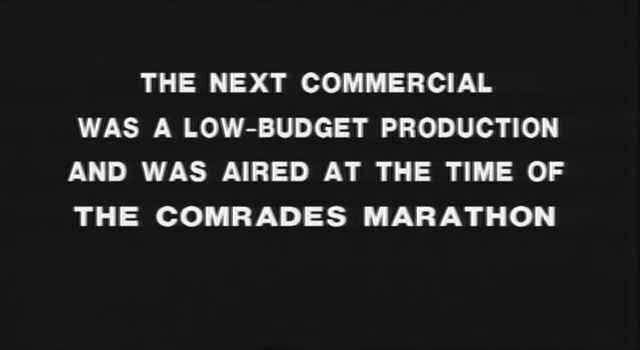 THE NEXT COMMERCIAL
WAS A LOW-BUDGET PRODUCTION
AND WAS AIRED AT THE TIME OF
THE COMRADES MARATHON